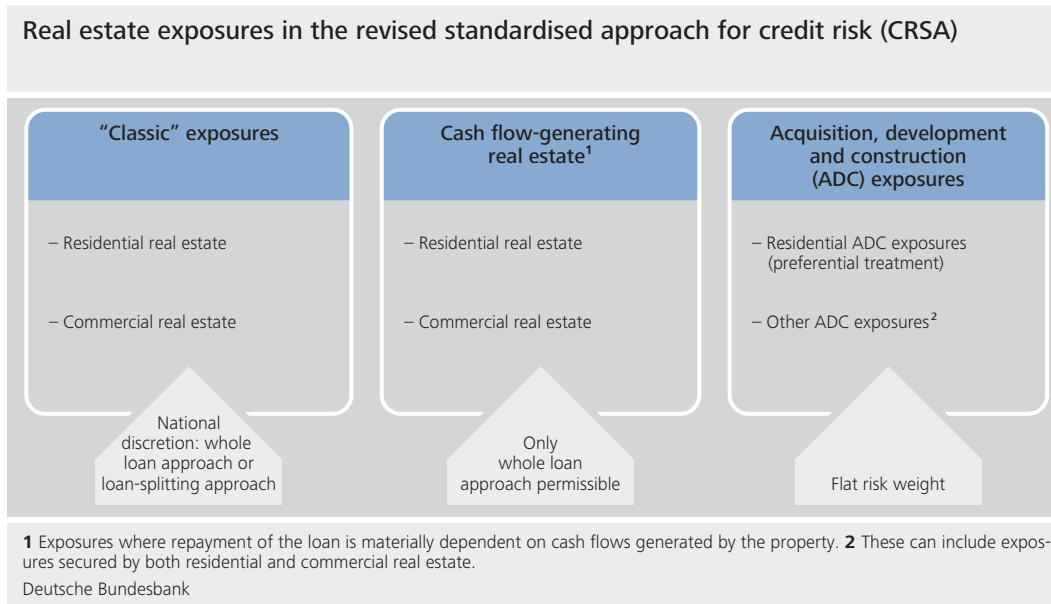 Real estate exposures in the revised standardised approach for credit risk (CRSA)
“Classic” exposures
– Residential real estate
– Commercial real estate
National
discretion: whole
loan approach or
loan-splitting approach
Cash flow-generating
real estate1
– Residential real estate
– Commercial real estate
Only
whole loan
approach permissible
Acquisition, development
and construction
(ADC) exposures
– Residential ADC exposures
(preferential treatment)
– Other ADC exposures2
Flat risk weight
1 Exposures where repayment of the loan is materially dependent on cash flows generated by the property. 2 These can include expos-
ures secured by both residential and commercial real estate.
Deutsche Bundesbank